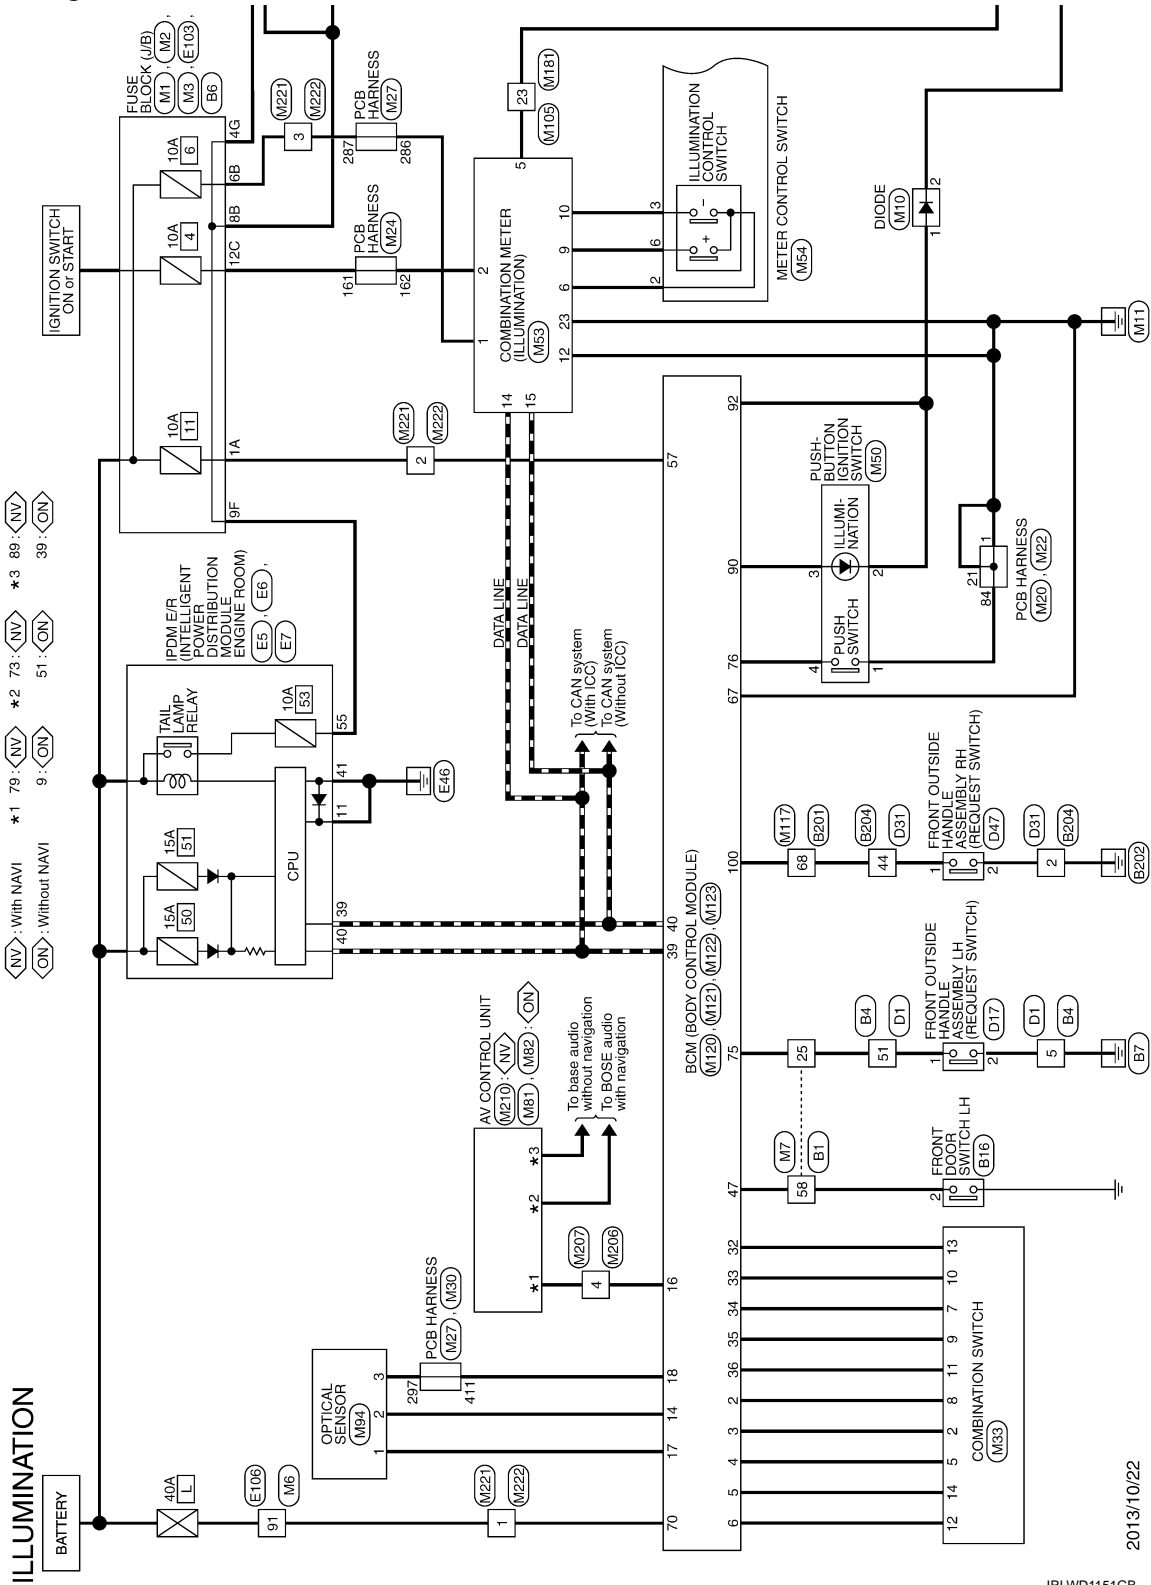 ILLUMINATION
BATTERY
40A
L
E106
M6
91
M221
M222
1
70
NV : With NAVI
ON : Without NAVI
*1 79 : NV
9 : ON
*2 73 : NV
51 : ON
*3 89 : NV
39 : ON
IGNITION SWITCH
ON or START
FUSE
BLOCK (J/B)
M1 , M2 ,
M3 , E103 ,
B6
10A
11
10A
4
10A
6
9F
1A
12C
8B
6B
4G
IPDM E/R
(INTELLIGENT
POWER
DISTRIBUTION
MODULE
ENGINE ROOM)
E5 , E6 ,
E7
15A
50
15A
51
TAIL
LAMP
RELAY
10A
53
CPU
40
39
11
41
55
E46
M221
M222
2
57
M221
M222
3
PCB
HARNESS
M24
161
162
PCB
HARNESS
M27
287
286
OPTICAL
SENSOR
M94
1
2
3
PCB HARNESS
M27 , M30
297
411
17
14
18
AV CONTROL UNIT
M210 : NV
M81 , M82 : ON
*1
*2
*3
M207
M206
4
16
To base audio
without navigation
To BOSE audio
with navigation
DATA LINE
DATA LINE
To CAN system
(With ICC)
To CAN system
(Without ICC)
39
40
COMBINATION METER
(ILLUMINATION)
M53
14
15
1
2
5
12
23
6
9
10
M105
M181
23
ILLUMINATION
CONTROL
SWITCH
+
−
2
6
3
METER CONTROL SWITCH
M54
BCM (BODY CONTROL MODULE)
M120 , M121 , M122 , M123
6
5
4
3
2
36
35
34
33
32
47
75
100
67
76
90
92
12
14
5
2
8
11
9
7
10
13
COMBINATION SWITCH
M33
M7
B1
58
25
2
FRONT
DOOR
SWITCH LH
B16
B4
D1
51
1
2
FRONT OUTSIDE
HANDLE
ASSEMBLY LH
(REQUEST SWITCH)
D17
D1
B4
5
B7
M117
B201
68
B204
D31
44
1
2
FRONT OUTSIDE
HANDLE
ASSEMBLY RH
(REQUEST SWITCH)
D47
D31
B204
2
B202
PUSH-
BUTTON
IGNITION
SWITCH
M50
PUSH
SWITCH
ILLUMI-
NATION
4
1
3
2
84
21
1
PCB HARNESS
M20 , M22
DIODE
M10
1
2
M11
2013/10/22